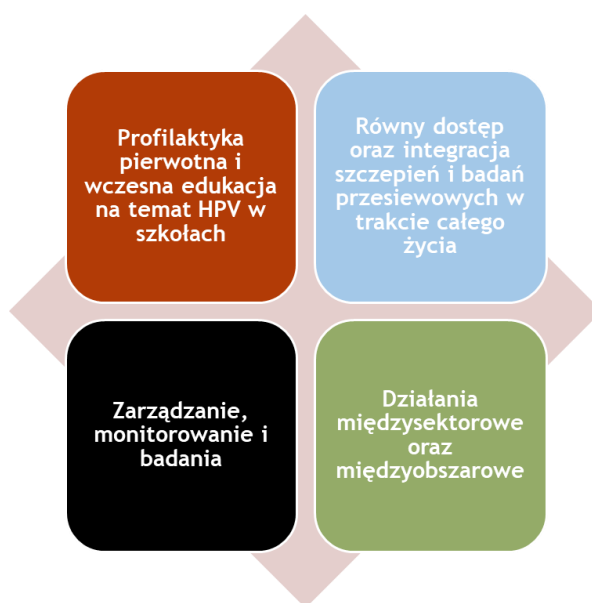 Profilaktyka
pierwotna i
wczesna edukacja
na temat HPV w
szkołach
Równy dostęp
oraz integracja
szczepień i badań
przesiewowych w
trakcie całego
życia
Zarządzanie,
monitorowanie i
badania
Działania
międzysektorowe
oraz
międzyobszarowe